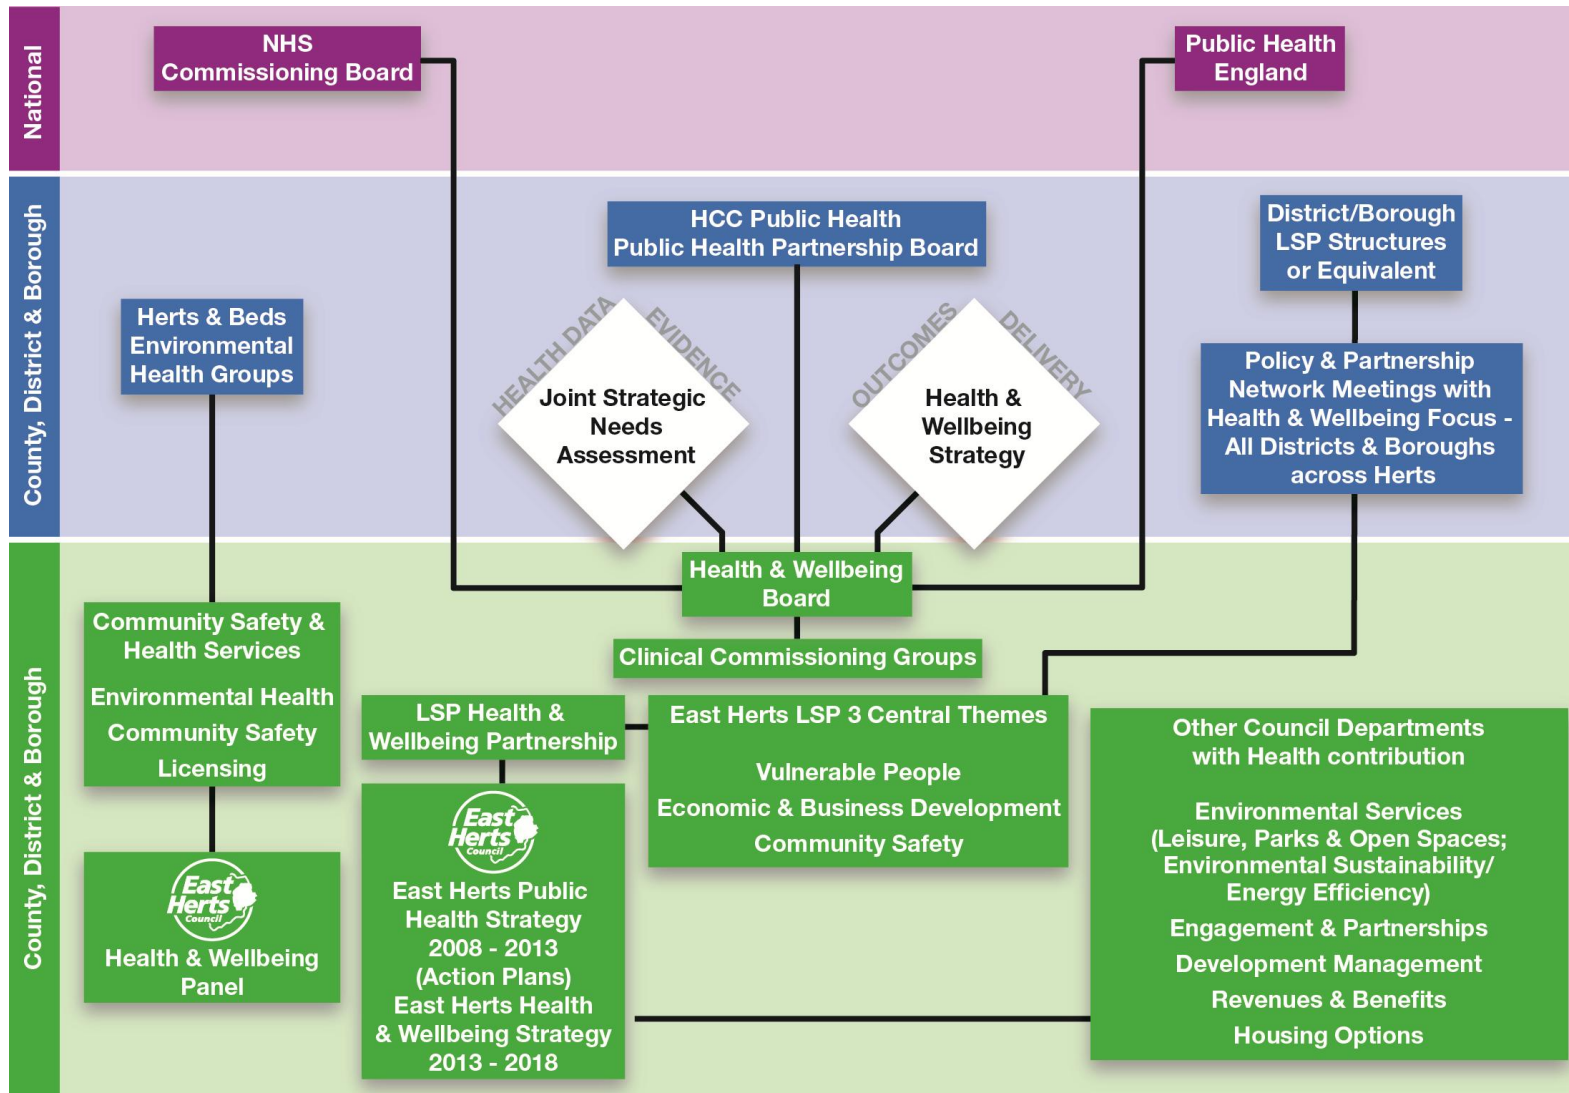 National
NHS
Commissioning Board
Public Health
England
County, District & Borough
HCC Public Health
Public Health Partnership Board
District/Borough
LSP Structures
or Equivalent
Herts & Beds
Environmental
Health Groups
HEALTH DATA
EVIDENCE
Joint Strategic
Needs
Assessment
OUTCOMES
DELIVERY
Health &
Wellbeing
Strategy
Policy & Partnership
Network Meetings with
Health & Wellbeing Focus -
All Districts & Boroughs
across Herts
County, District & Borough
Health & Wellbeing
Board
Clinical Commissioning Groups
Community Safety &
Health Services
Environmental Health
Community Safety
Licensing
East
Herts
Council
Health & Wellbeing
Panel
LSP Health &
Wellbeing Partnership
East
Herts
Council
East Herts Public
Health Strategy
2008 - 2013
(Action Plans)
East Herts Health
& Wellbeing Strategy
2013 - 2018
East Herts LSP 3 Central Themes
Vulnerable People
Economic & Business Development
Community Safety
Other Council Departments
with Health contribution
Environmental Services
(Leisure, Parks & Open Spaces;
Environmental Sustainability/
Energy Efficiency)
Engagement & Partnerships
Development Management
Revenues & Benefits
Housing Options